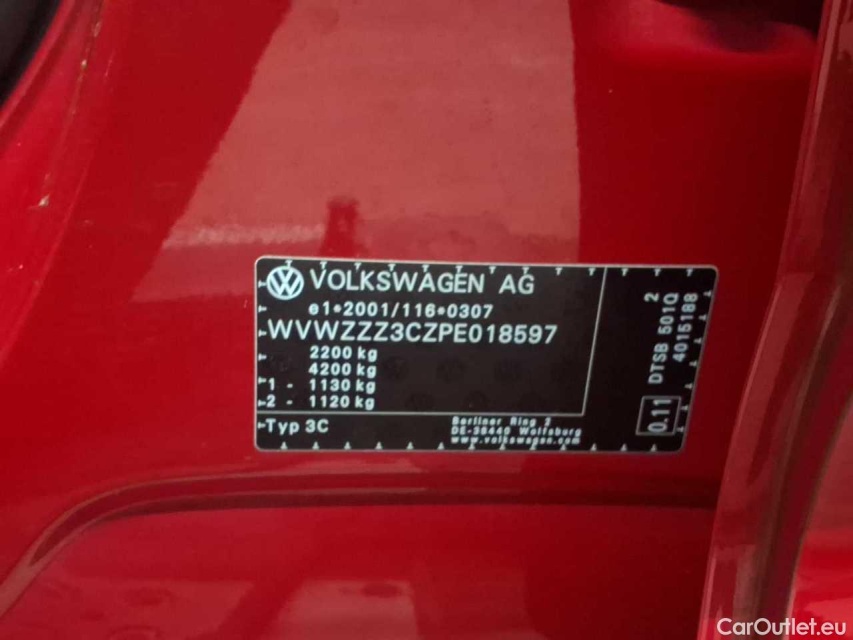 VOLKSWAGEN AG
e1*2001/116*0307
WVWZZZ3CZPE018597
2200 kg
4200 kg
1 - 1130 kg
2 - 1120 kg
Typ 3C
Berliner Ring 2
DE-38440 Wolfsburg
www.volkswagen.com
2
DTSB 501Q
4015188
0.11
CarOutlet.eu